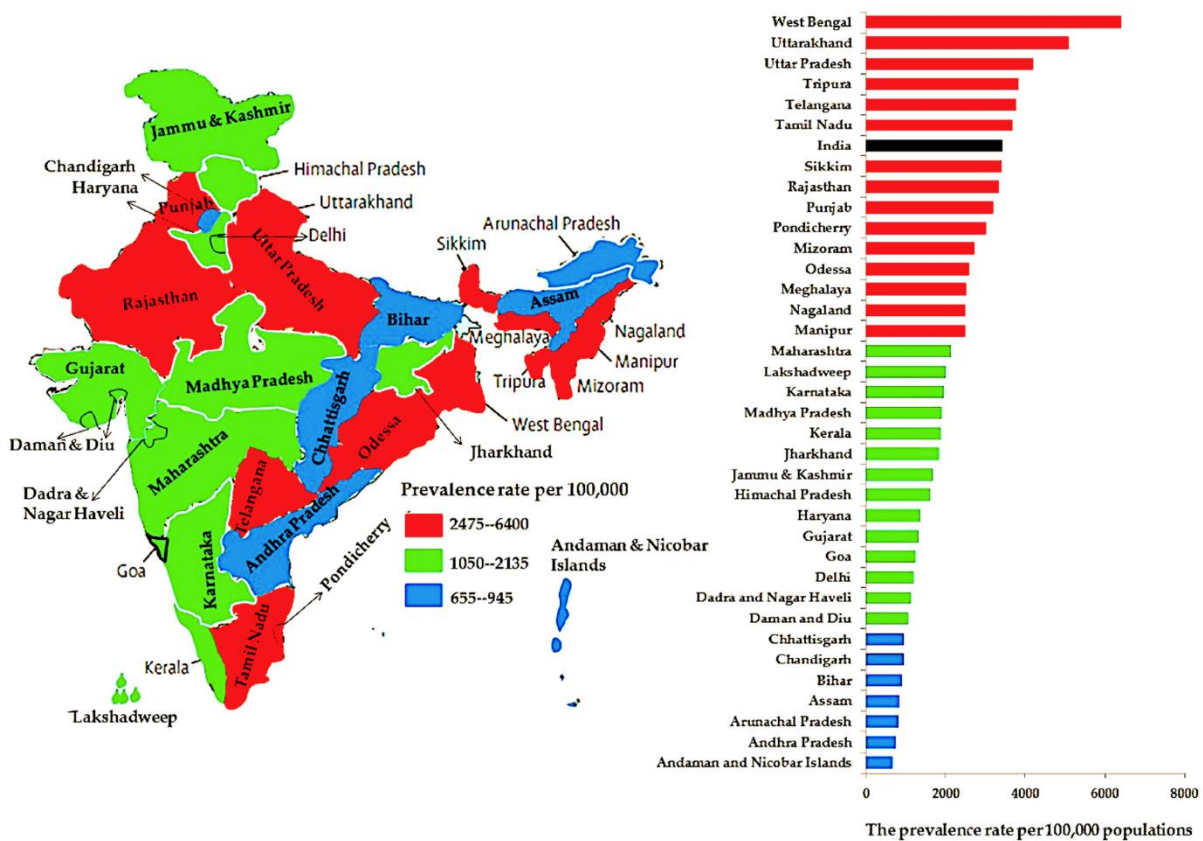 Jammu & Kashmir
Chandigarh
Haryana
Himachal Pradesh
Punjab
Uttarakhand
Delhi
Uttar Pradesh
Rajasthan
Sikkim
Arunachal Pradesh
Assam
Bihar
Meghalaya
Nagaland
Manipur
Tripura
Mizoram
Gujarat
Madhya Pradesh
West Bengal
Jharkhand
Chhattisgarh
Odessa
Daman & Diu
Maharashtra
Dadra &
Nagar Haveli
Telangana
Andhra Pradesh
Goa
Karnataka
Pondicherry
Kerala
Tamil Nadu
Lakshadweep
Andaman & Nicobar
Islands
Prevalence rate per 100,000
2475--6400
1050--2135
655--945
West Bengal
Uttarakhand
Uttar Pradesh
Tripura
Telangana
Tamil Nadu
India
Sikkim
Rajasthan
Punjab
Pondicherry
Mizoram
Odessa
Meghalaya
Nagaland
Manipur
Maharashtra
Lakshadweep
Karnataka
Madhya Pradesh
Kerala
Jharkhand
Jammu & Kashmir
Himachal Pradesh
Haryana
Gujarat
Goa
Delhi
Dadra and Nagar Haveli
Daman and Diu
Chhattisgarh
Chandigarh
Bihar
Assam
Arunachal Pradesh
Andhra Pradesh
Andaman and Nicobar Islands
0 2000 4000 6000 8000
The prevalence rate per 100,000 populations